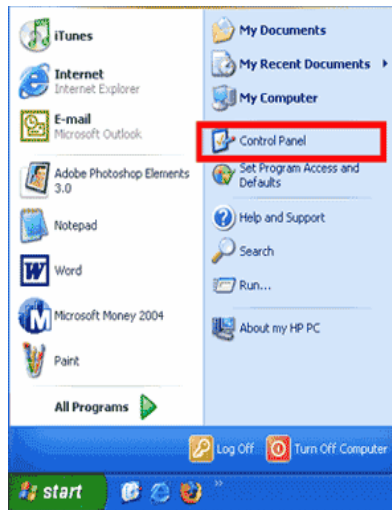 iTunes
Internet
Internet Explorer
E-mail
Microsoft Outlook
Adobe Photoshop Elements
3.0
Notepad
Word
Microsoft Money 2004
Paint
All Programs
My Documents
My Recent Documents
My Computer
Control Panel
Set Program Access and
Defaults
Help and Support
Search
Run...
About my HP PC
Log Off
Turn Off Computer
start